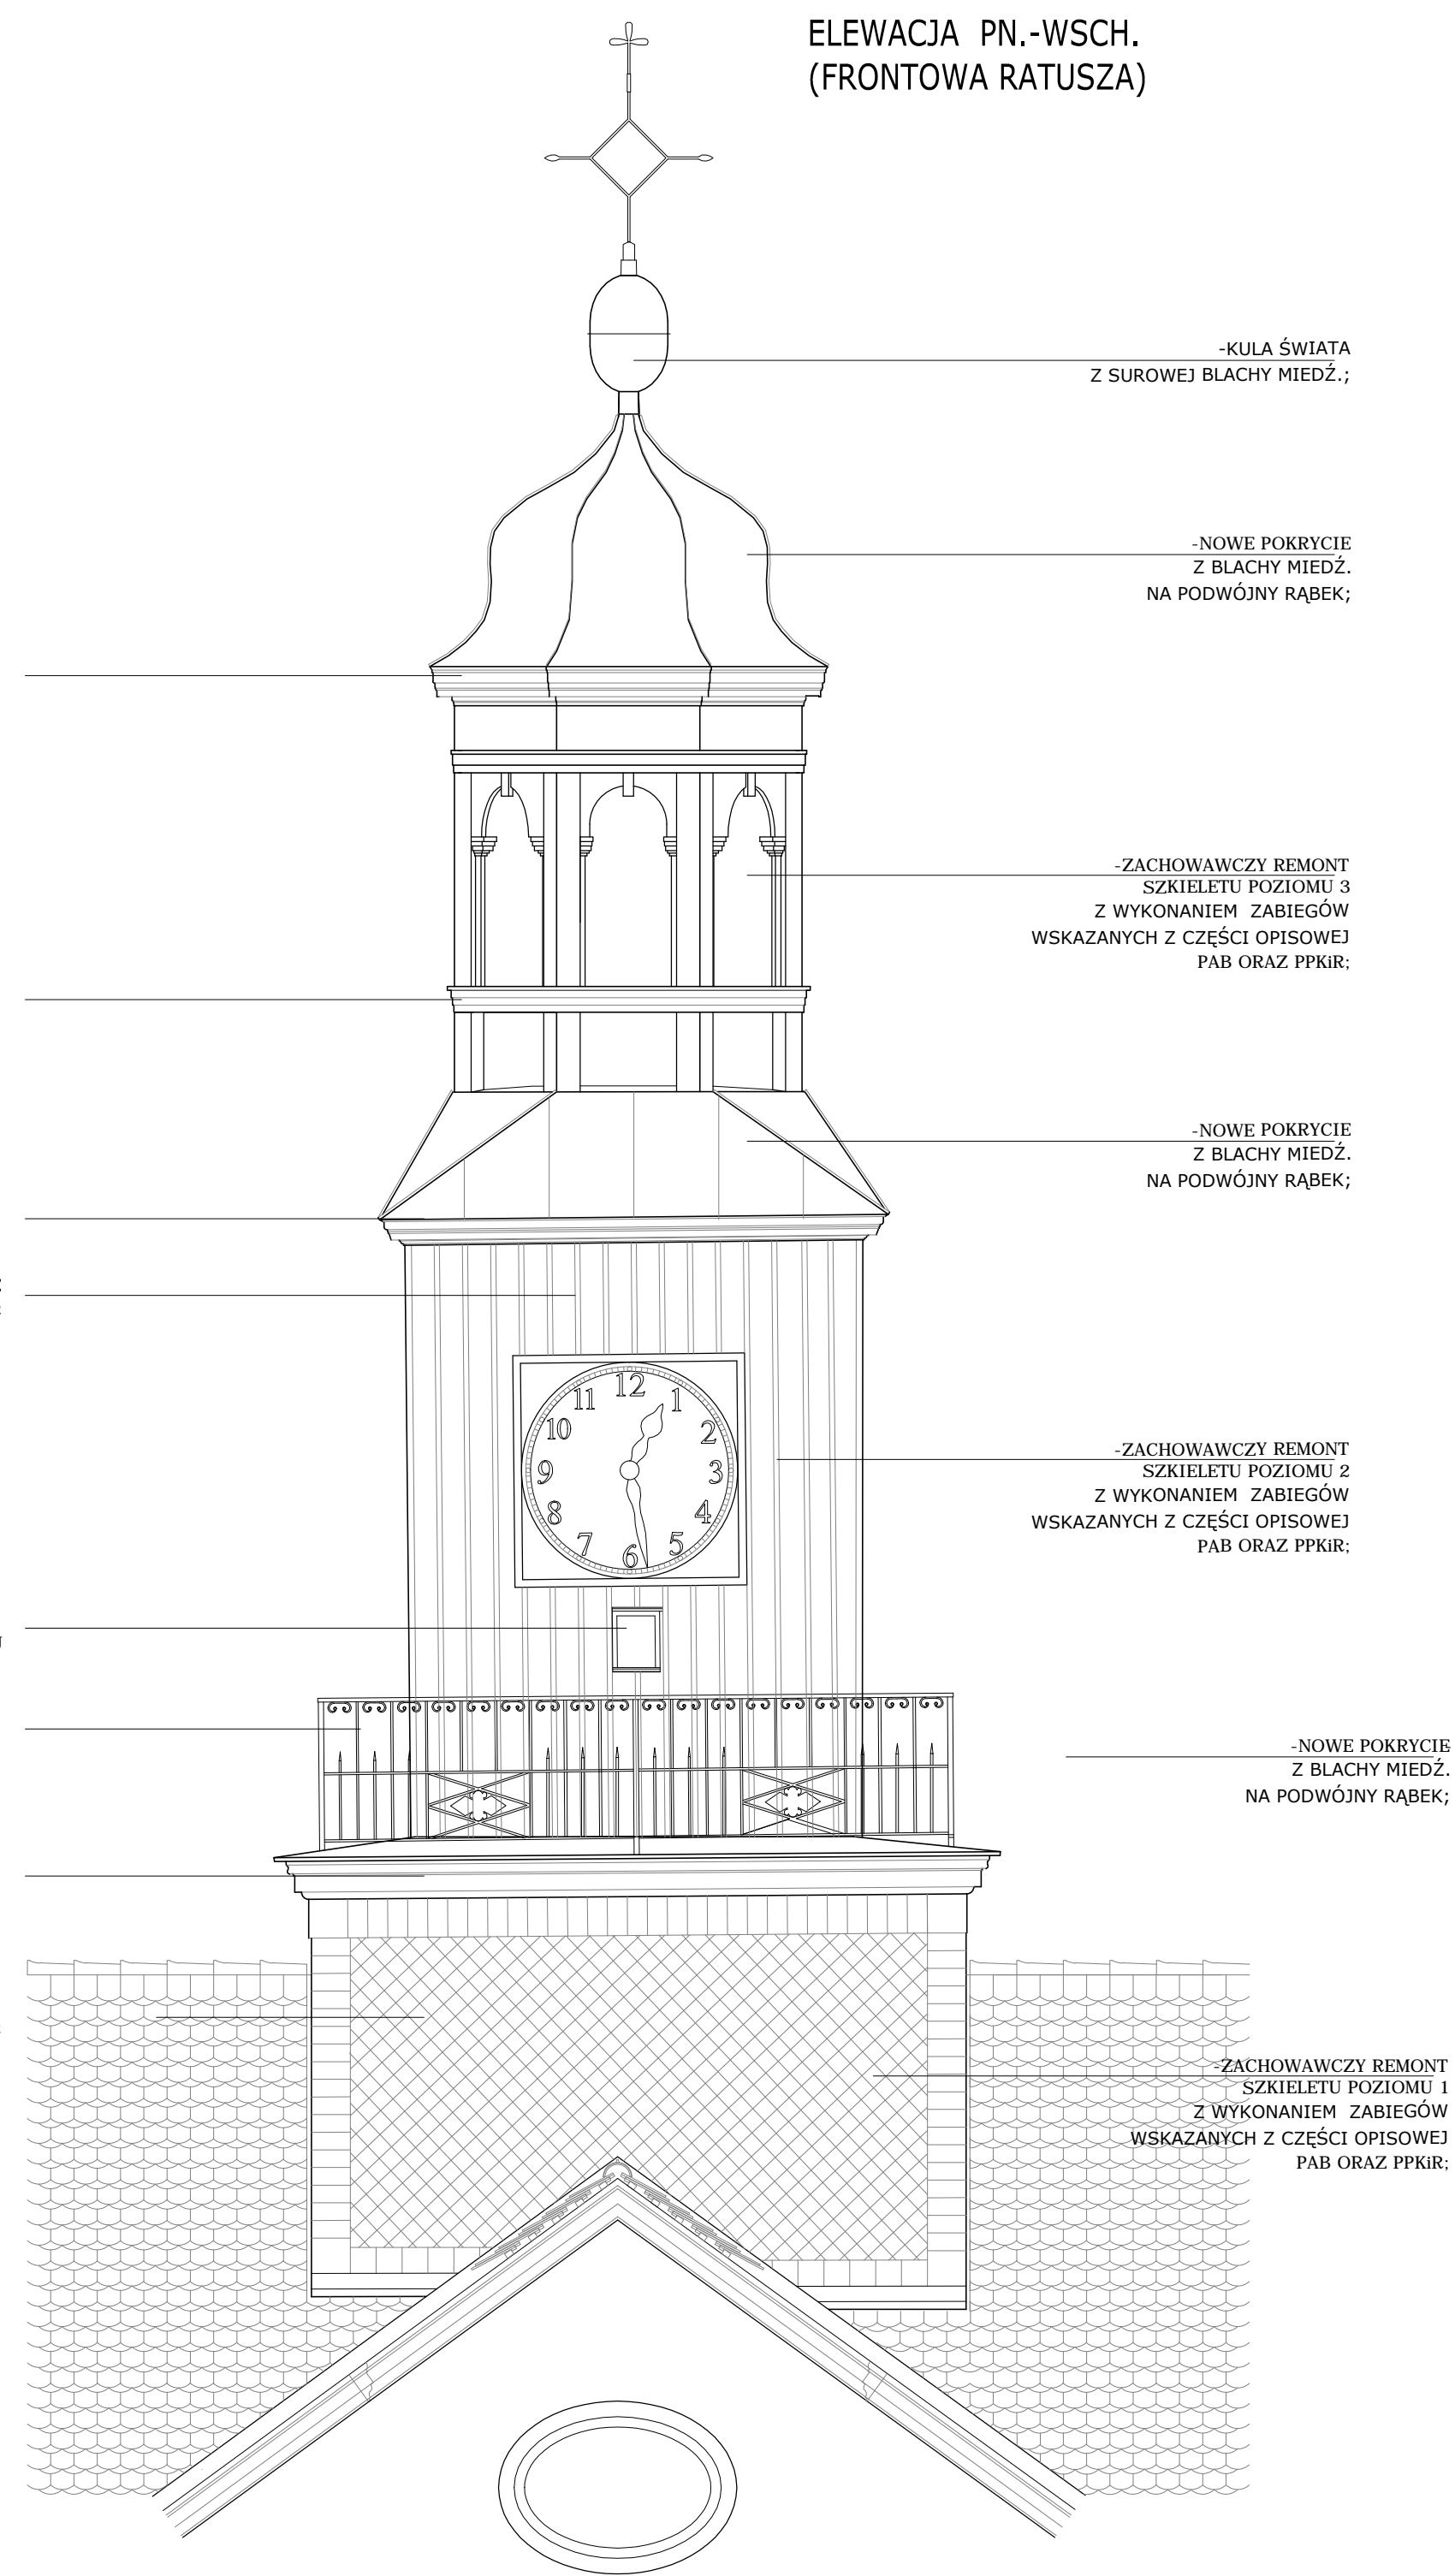 ELEWACJA PN.-WSCH.
(FRONTOWA RATUSZA)
-KULA ŚWIATA
Z SUROWEJ BLACHY MIEDŹ.;
-NOWE POKRYCIE
Z BLACHY MIEDŹ.
NA PODWÓJNY RĄBEK;
-ZACHOWAWCZY REMONT
SZKIELETU POZIOMU 3
Z WYKONANIEM ZABIEGÓW
WSKAZANYCH Z CZĘŚCI OPISOWEJ
PAB ORAZ PPKiR;
-NOWE POKRYCIE
Z BLACHY MIEDŹ.
NA PODWÓJNY RĄBEK;
12
11 1
10 2
9 3
8 4
7 5
6
-ZACHOWAWCZY REMONT
SZKIELETU POZIOMU 2
Z WYKONANIEM ZABIEGÓW
WSKAZANYCH Z CZĘŚCI OPISOWEJ
PAB ORAZ PPKiR;
-NOWE POKRYCIE
Z BLACHY MIEDŹ.
NA PODWÓJNY RĄBEK;
-ZACHOWAWCZY REMONT
SZKIELETU POZIOMU 1
Z WYKONANIEM ZABIEGÓW
WSKAZANYCH Z CZĘŚCI OPISOWEJ
PAB ORAZ PPKiR;